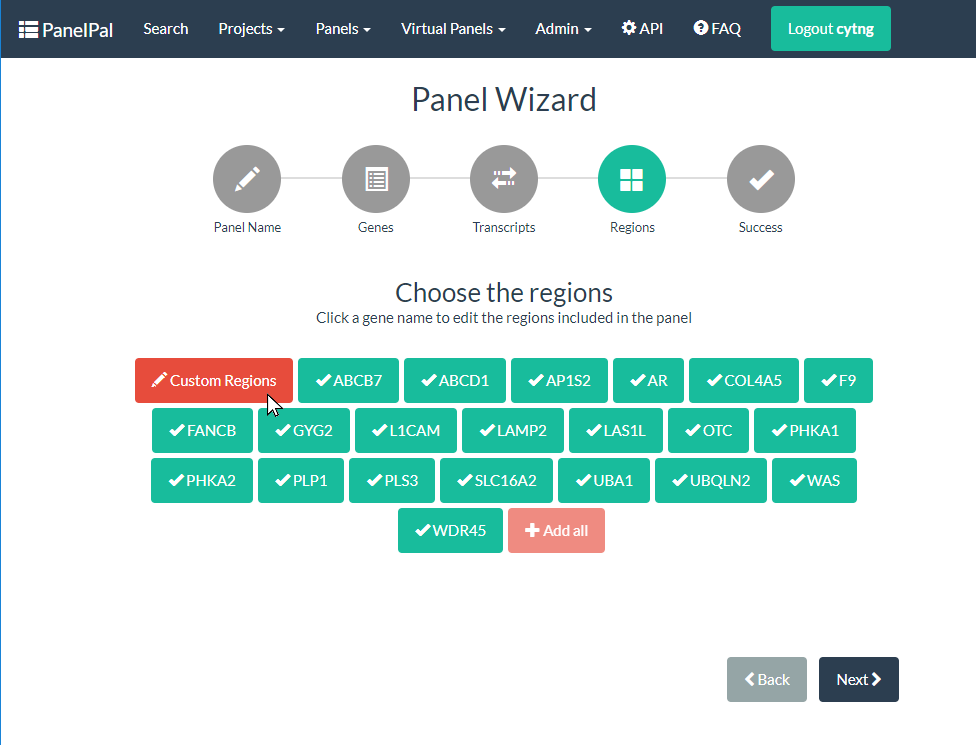 PanelPal Search Projects Panels Virtual Panels Admin API FAQ Logout cytng
Panel Wizard
Panel Name Genes Transcripts Regions Success
Choose the regions
Click a gene name to edit the regions included in the panel
Custom Regions ABCB7 ABCD1 AP1S2 AR COL4A5 F9
FANCB GYG2 L1CAM LAMP2 LAS1L OTC PHKA1
PHKA2 PLP1 PLS3 SLC16A2 UBA1 UBQLN2 WAS
WDR45 Add all
Back Next